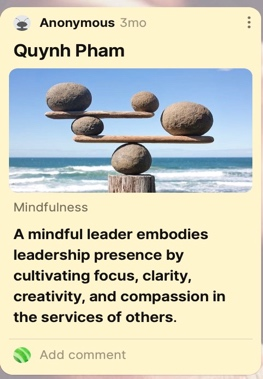 Anonymous 3mo
Quynh Pham
Mindfulness
A mindful leader embodies
leadership presence by
cultivating focus, clarity,
creativity, and compassion in
the services of others.
Add comment